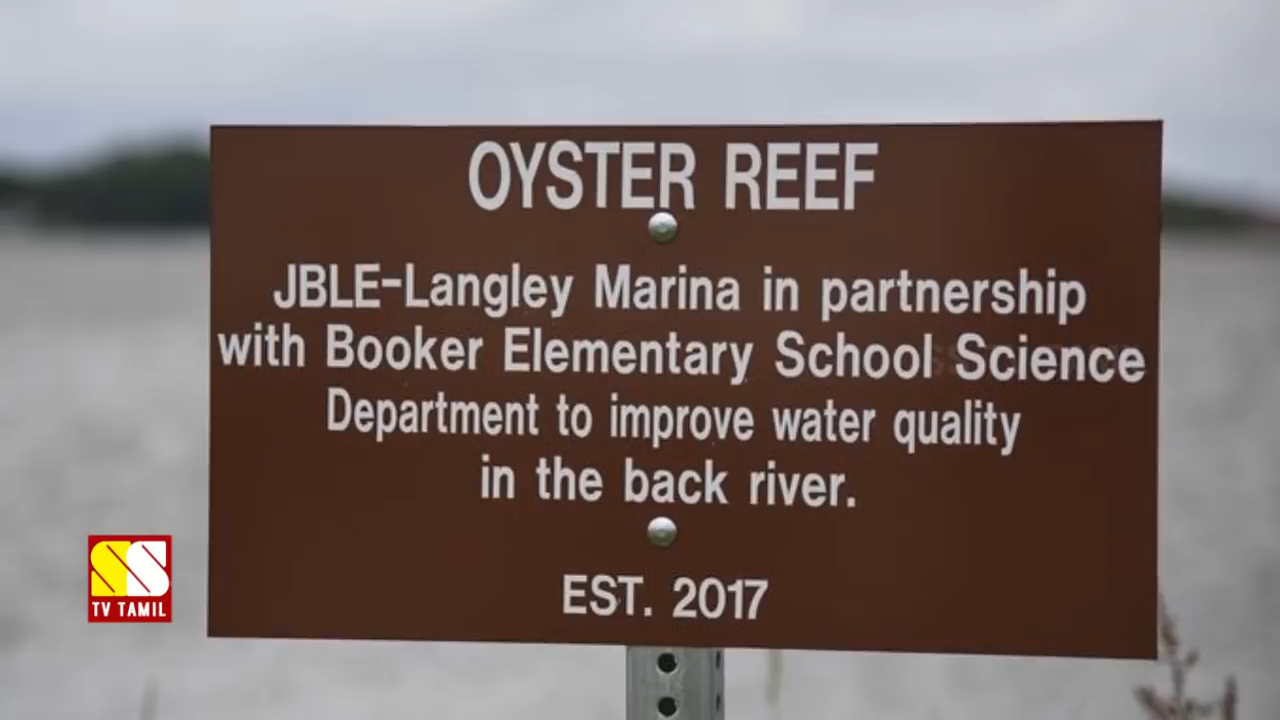 OYSTER REEF
JBLE-Langley Marina in partnership
with Booker Elementary School Science
Department to improve water quality
in the back river.
EST. 2017
SS
TV TAMIL